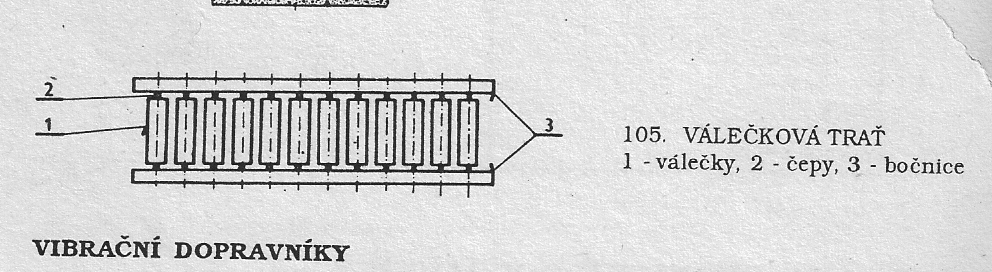 2
1
3
105. VÁLEČKOVÁ TRAŤ
1 - válečky, 2 - čepy, 3 - bočnice
VIBRAČNÍ DOPRAVNÍKY